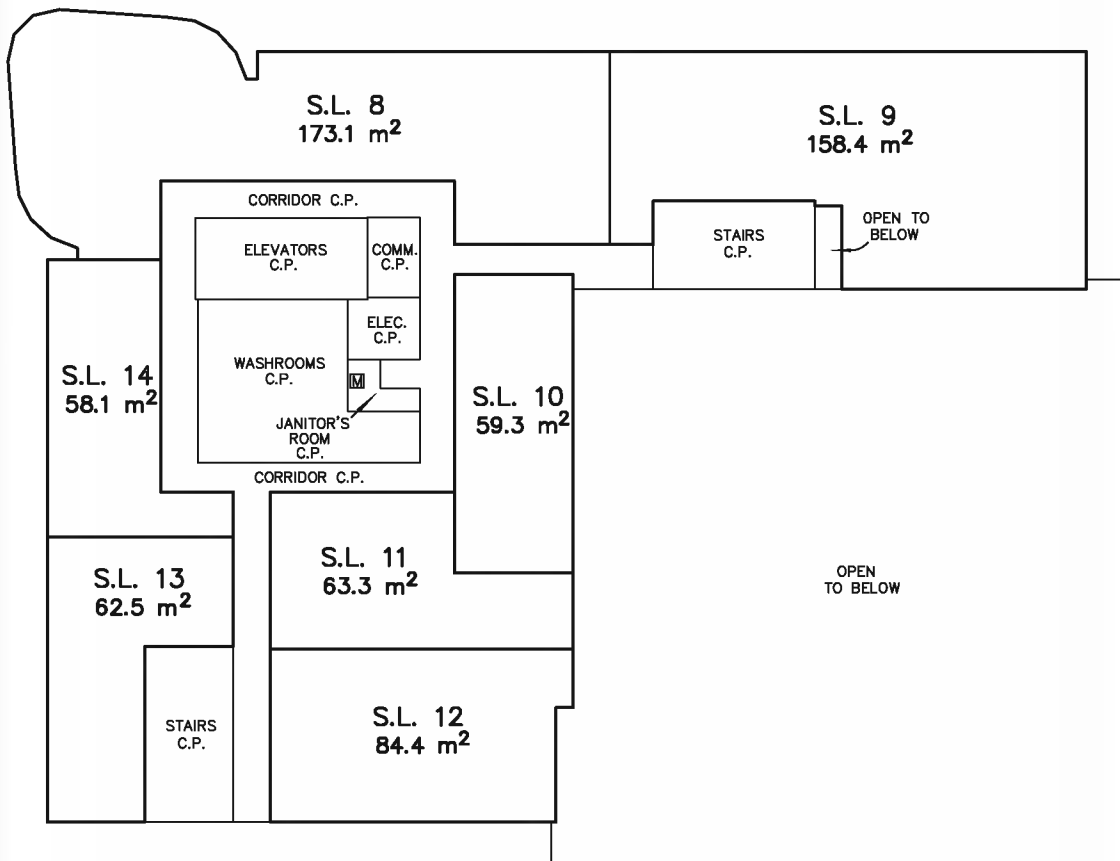 S.L. 8
173.1 m²
S.L. 9
158.4 m²
CORRIDOR C.P.
ELEVATORS
C.P.
COMM.
C.P.
STAIRS
C.P.
OPEN TO
BELOW
ELEC.
C.P.
WASHROOMS
C.P.
M
JANITOR'S
ROOM
C.P.
CORRIDOR C.P.
S.L. 14
58.1 m²
S.L. 10
59.3 m²
S.L. 11
63.3 m²
S.L. 13
62.5 m²
OPEN
TO BELOW
STAIRS
C.P.
S.L. 12
84.4 m²